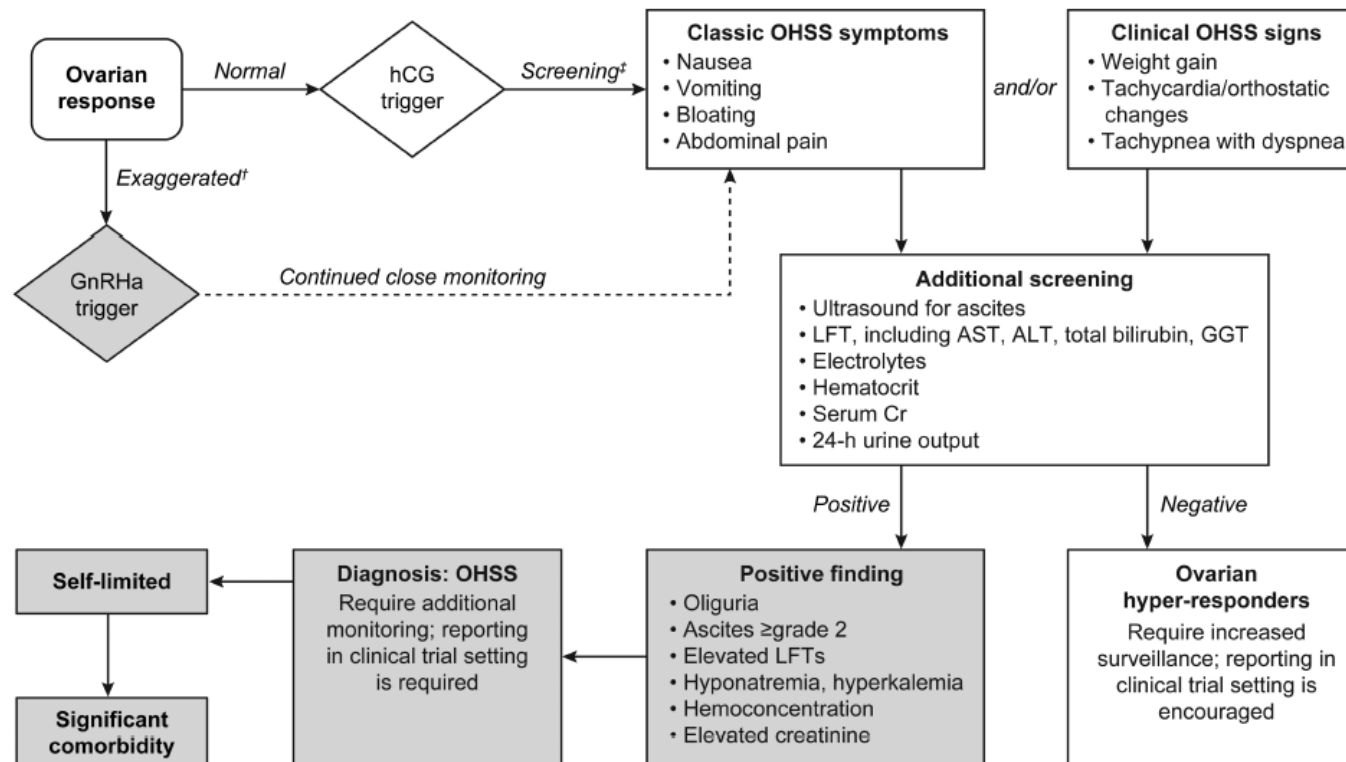 Ovarian
response
Normal
hCG
trigger
Screening‡
Classic OHSS symptoms
• Nausea
• Vomiting
• Bloating
• Abdominal pain
and/or
Clinical OHSS signs
• Weight gain
• Tachycardia/orthostatic
changes
• Tachypnea with dyspnea
Exaggerated†
GnRHa
trigger
Continued close monitoring
Additional screening
• Ultrasound for ascites
• LFT, including AST, ALT, total bilirubin, GGT
• Electrolytes
• Hematocrit
• Serum Cr
• 24-h urine output
Positive
Negative
Self-limited
Significant
comorbidity
Diagnosis: OHSS
Require additional
monitoring; reporting
in clinical trial setting
is required
Positive finding
• Oliguria
• Ascites ≥grade 2
• Elevated LFTs
• Hyponatremia, hyperkalemia
• Hemoconcentration
• Elevated creatinine
Ovarian
hyper-responders
Require increased
surveillance; reporting in
clinical trial setting is
encouraged